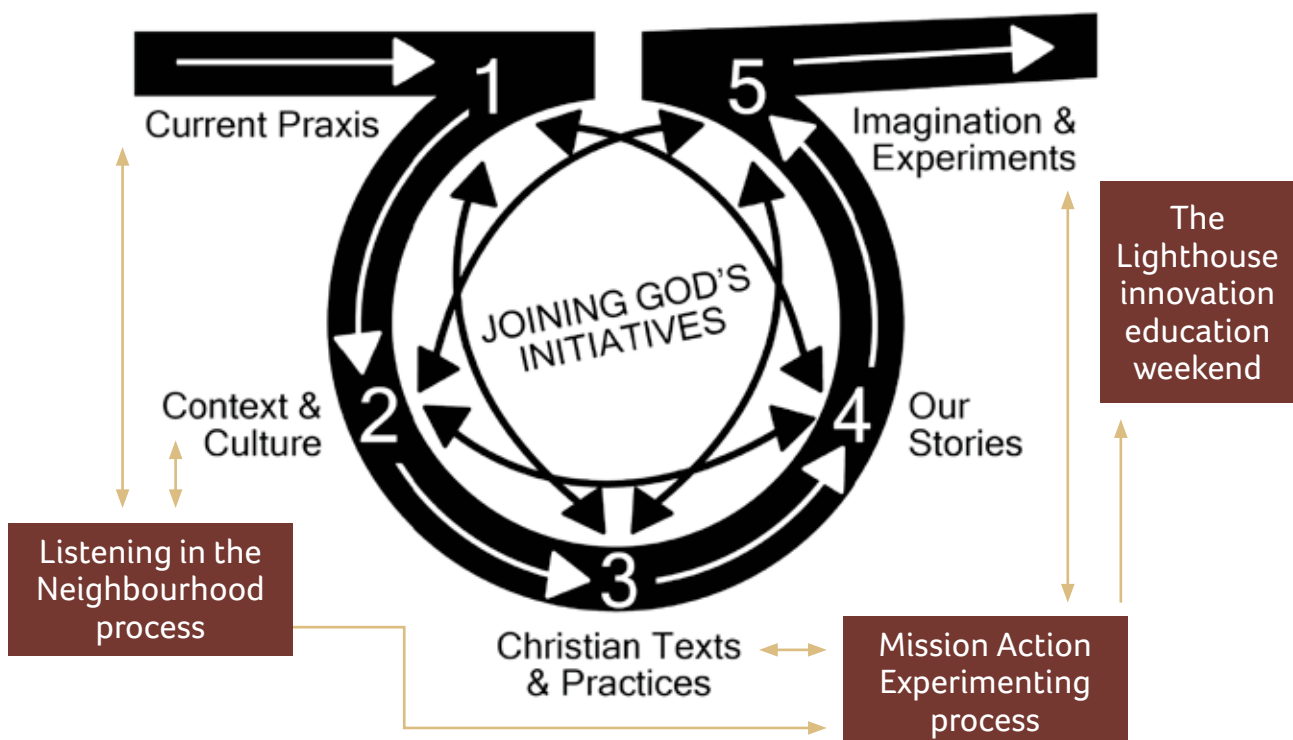 1
Current Praxis
5
Imagination &
Experiments
The
Lighthouse
innovation
education
weekend
JOINING GOD'S
INITIATIVES
2
Context &
Culture
4
Our
Stories
Listening in the
Neighbourhood
process
3
Christian Texts
& Practices
Mission Action
Experimenting
process